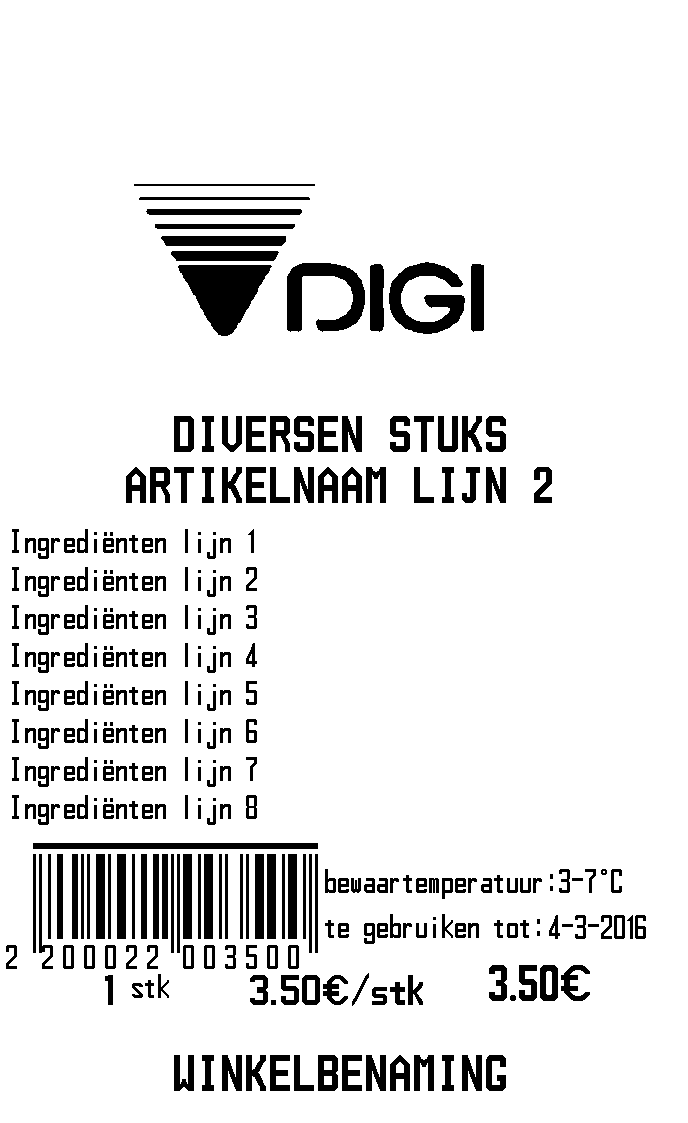 DIGI
DIVERSEN STUKS
ARTIKELNAAM LIJN 2
Ingrediënten lijn 1
Ingrediënten lijn 2
Ingrediënten lijn 3
Ingrediënten lijn 4
Ingrediënten lijn 5
Ingrediënten lijn 6
Ingrediënten lijn 7
Ingrediënten lijn 8
bewaartemperatuur:3-7°C
te gebruiken tot:4-3-2016
2 200022 003500
1 stk 3.50€/stk 3.50€
WINKELBENAMING